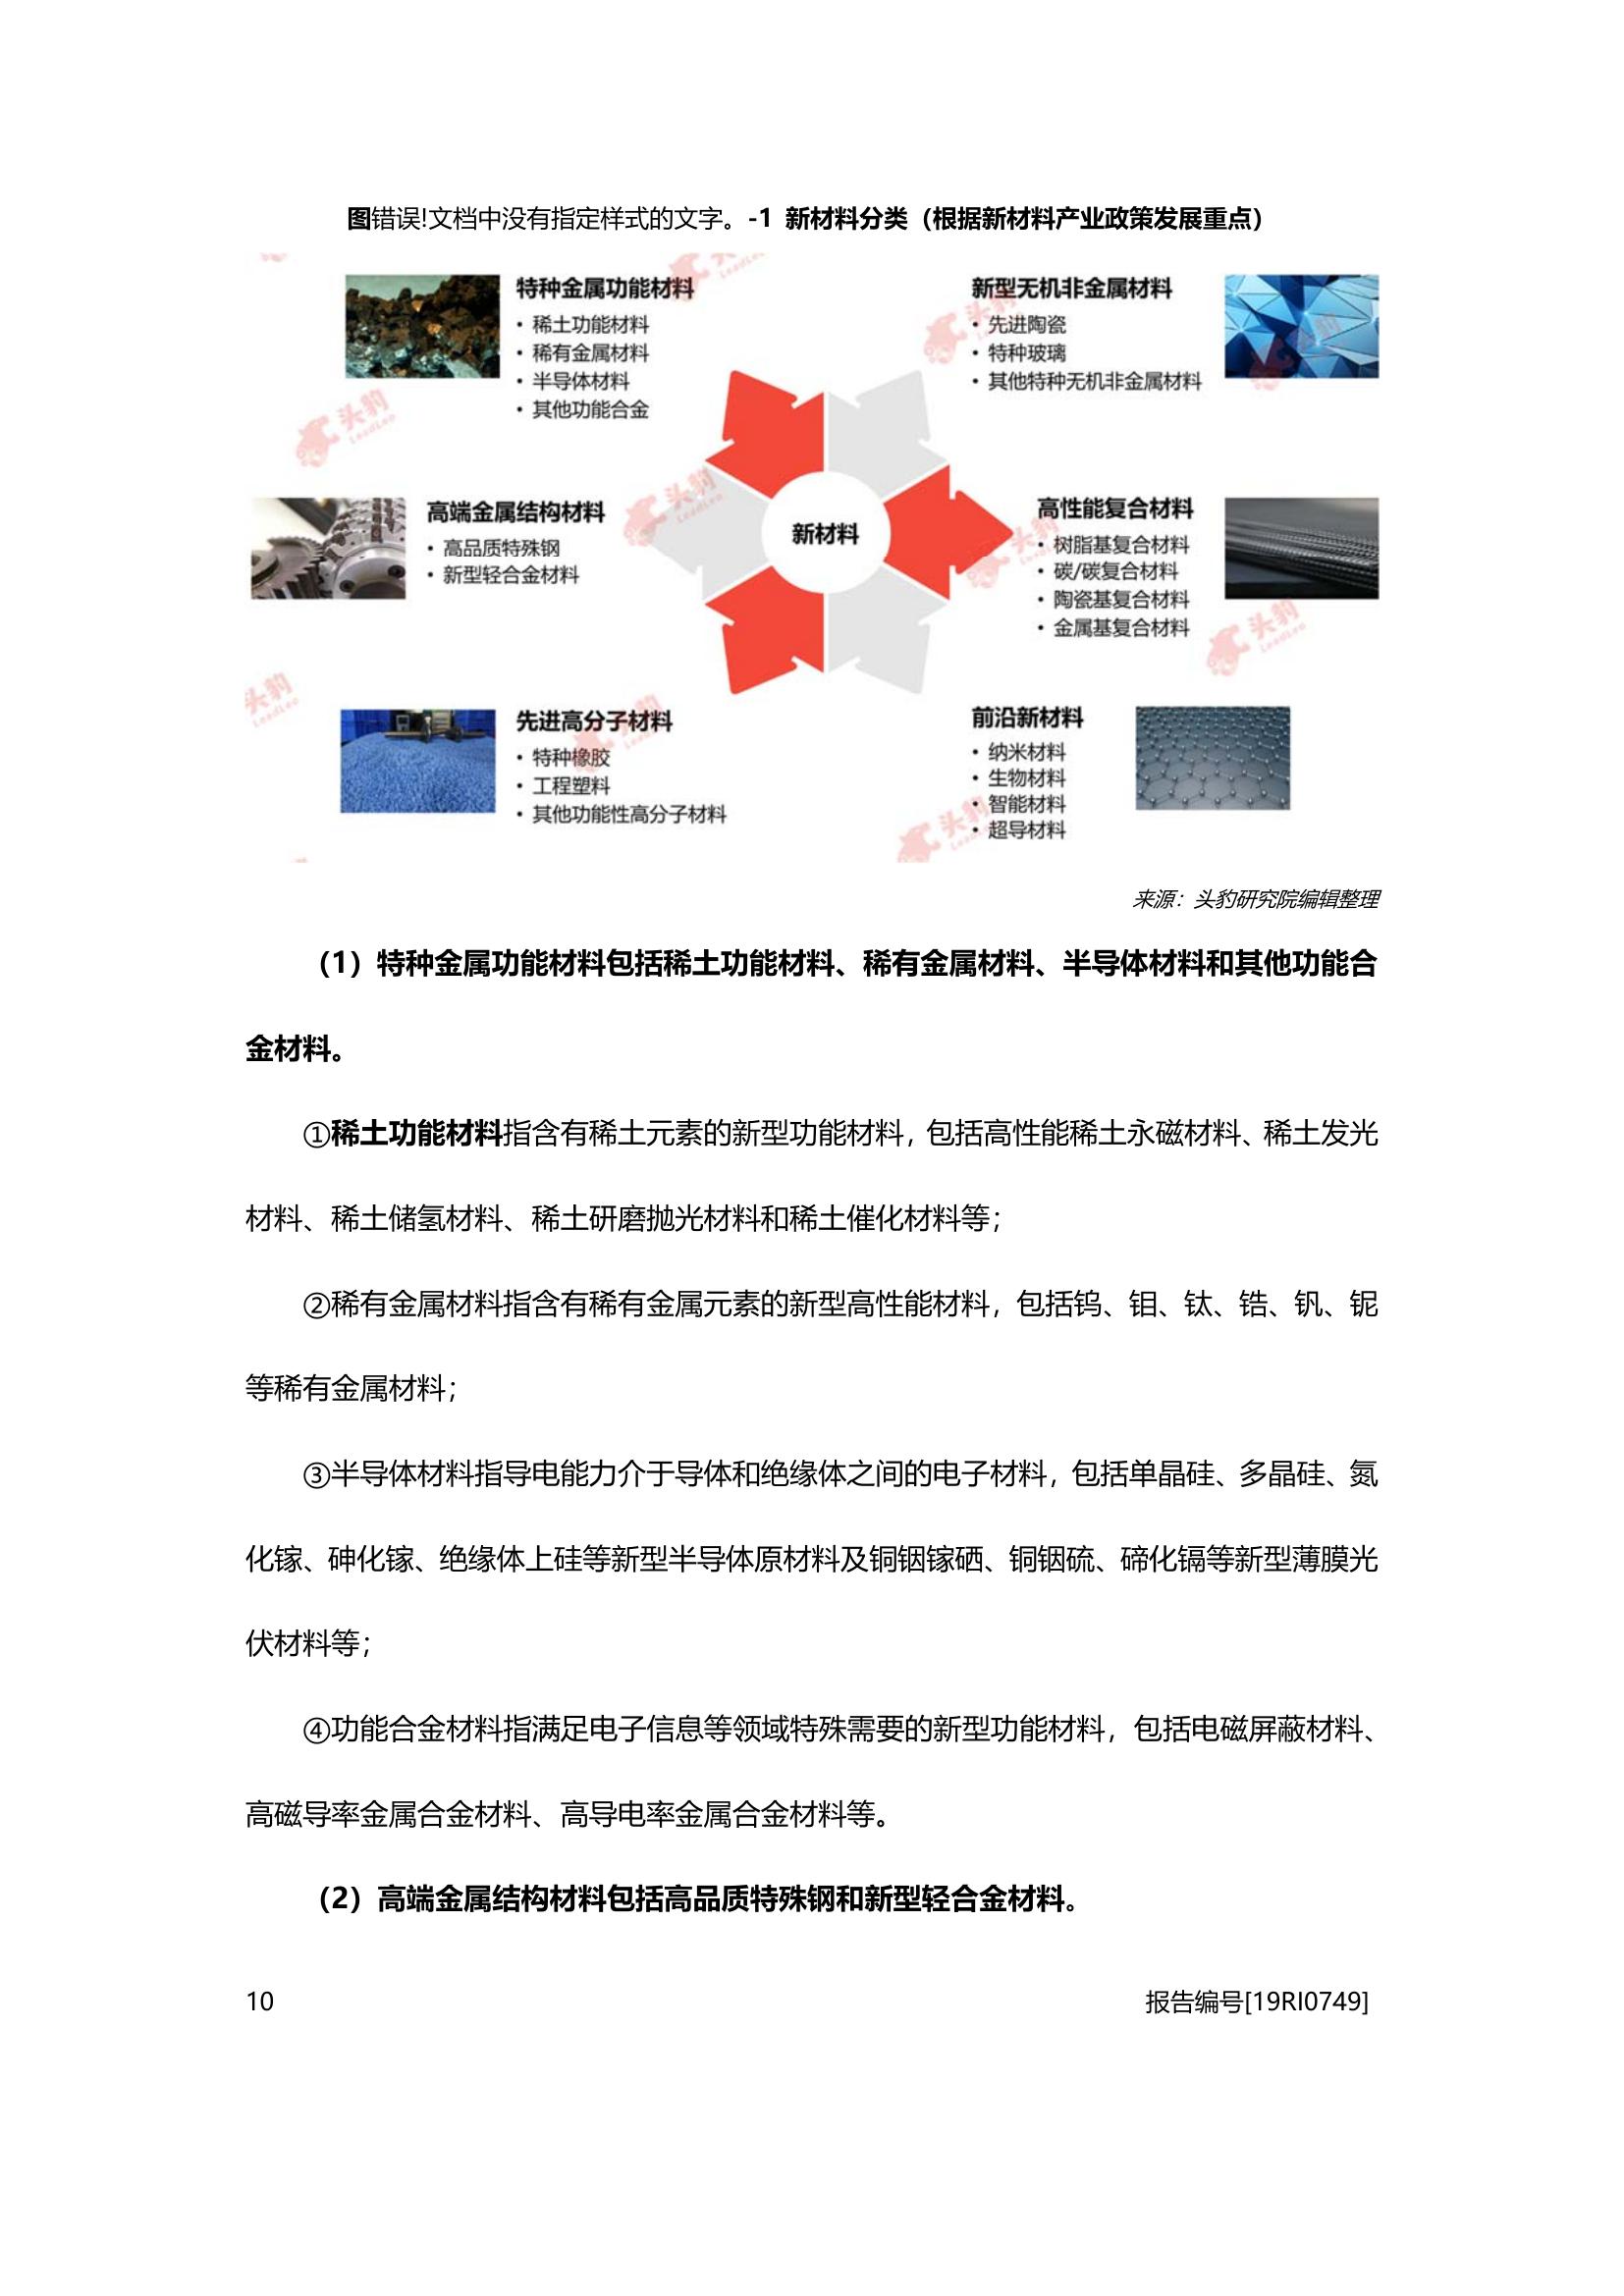 图错误!文档中没有指定样式的文字。-1 新材料分类（根据新材料产业政策发展重点）
特种金属功能材料
• 稀土功能材料
• 稀有金属材料
• 半导体材料
• 其他功能合金
新型无机非金属材料
• 先进陶瓷
• 特种玻璃
• 其他特种无机非金属材料
高端金属结构材料
• 高品质特殊钢
• 新型轻合金材料
新材料
高性能复合材料
• 树脂基复合材料
• 碳/碳复合材料
• 陶瓷基复合材料
• 金属基复合材料
先进高分子材料
• 特种橡胶
• 工程塑料
• 其他功能性高分子材料
前沿新材料
• 纳米材料
• 生物材料
• 智能材料
• 超导材料
头豹
LeadLeo
来源：头豹研究院编辑整理
（1）特种金属功能材料包括稀土功能材料、稀有金属材料、半导体材料和其他功能合
金材料。
①稀土功能材料指含有稀土元素的新型功能材料，包括高性能稀土永磁材料、稀土发光
材料、稀土储氢材料、稀土研磨抛光材料和稀土催化材料等；
②稀有金属材料指含有稀有金属元素的新型高性能材料，包括钨、钼、钛、锆、钒、铌
等稀有金属材料；
③半导体材料指导电能力介于导体和绝缘体之间的电子材料，包括单晶硅、多晶硅、氮
化镓、砷化镓、绝缘体上硅等新型半导体原材料及铜铟镓硒、铜铟硫、碲化镉等新型薄膜光
伏材料等；
④功能合金材料指满足电子信息等领域特殊需要的新型功能材料，包括电磁屏蔽材料、
高磁导率金属合金材料、高导电率金属合金材料等。
（2）高端金属结构材料包括高品质特殊钢和新型轻合金材料。
10
报告编号[19RI0749]